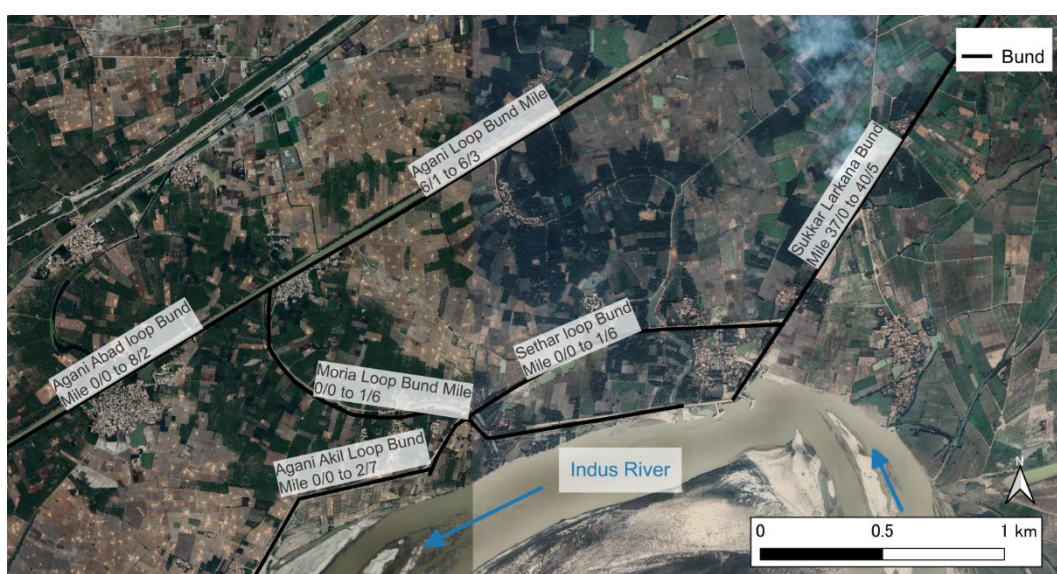 Bund
Agani Loop Bund Mile
6/1 to 6/3
Sukkar Larkana Bund
Mile 37/0 to 40/5
Agani Abad loop Bund
Mile 0/0 to 8/2
Sethar loop Bund
Mile 0/0 to 1/6
Moria Loop Bund Mile
0/0 to 1/6
Agani Akil Loop Bund
Mile 0/0 to 2/7
Indus River
N
0 0.5 1 km